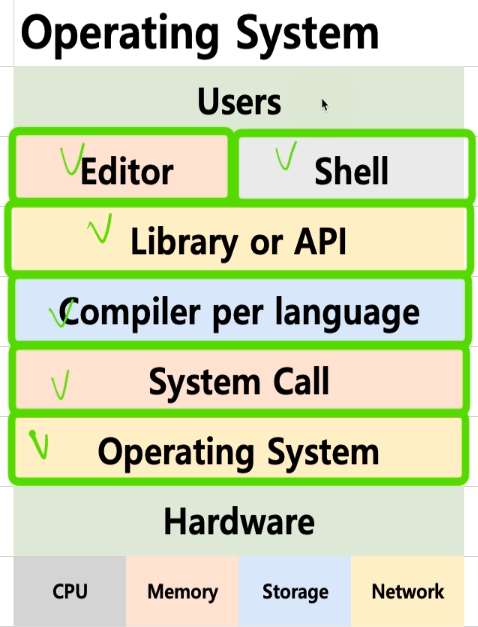 Operating System
Users
Editor Shell
Library or API
Compiler per language
System Call
Operating System
Hardware
CPU Memory Storage Network